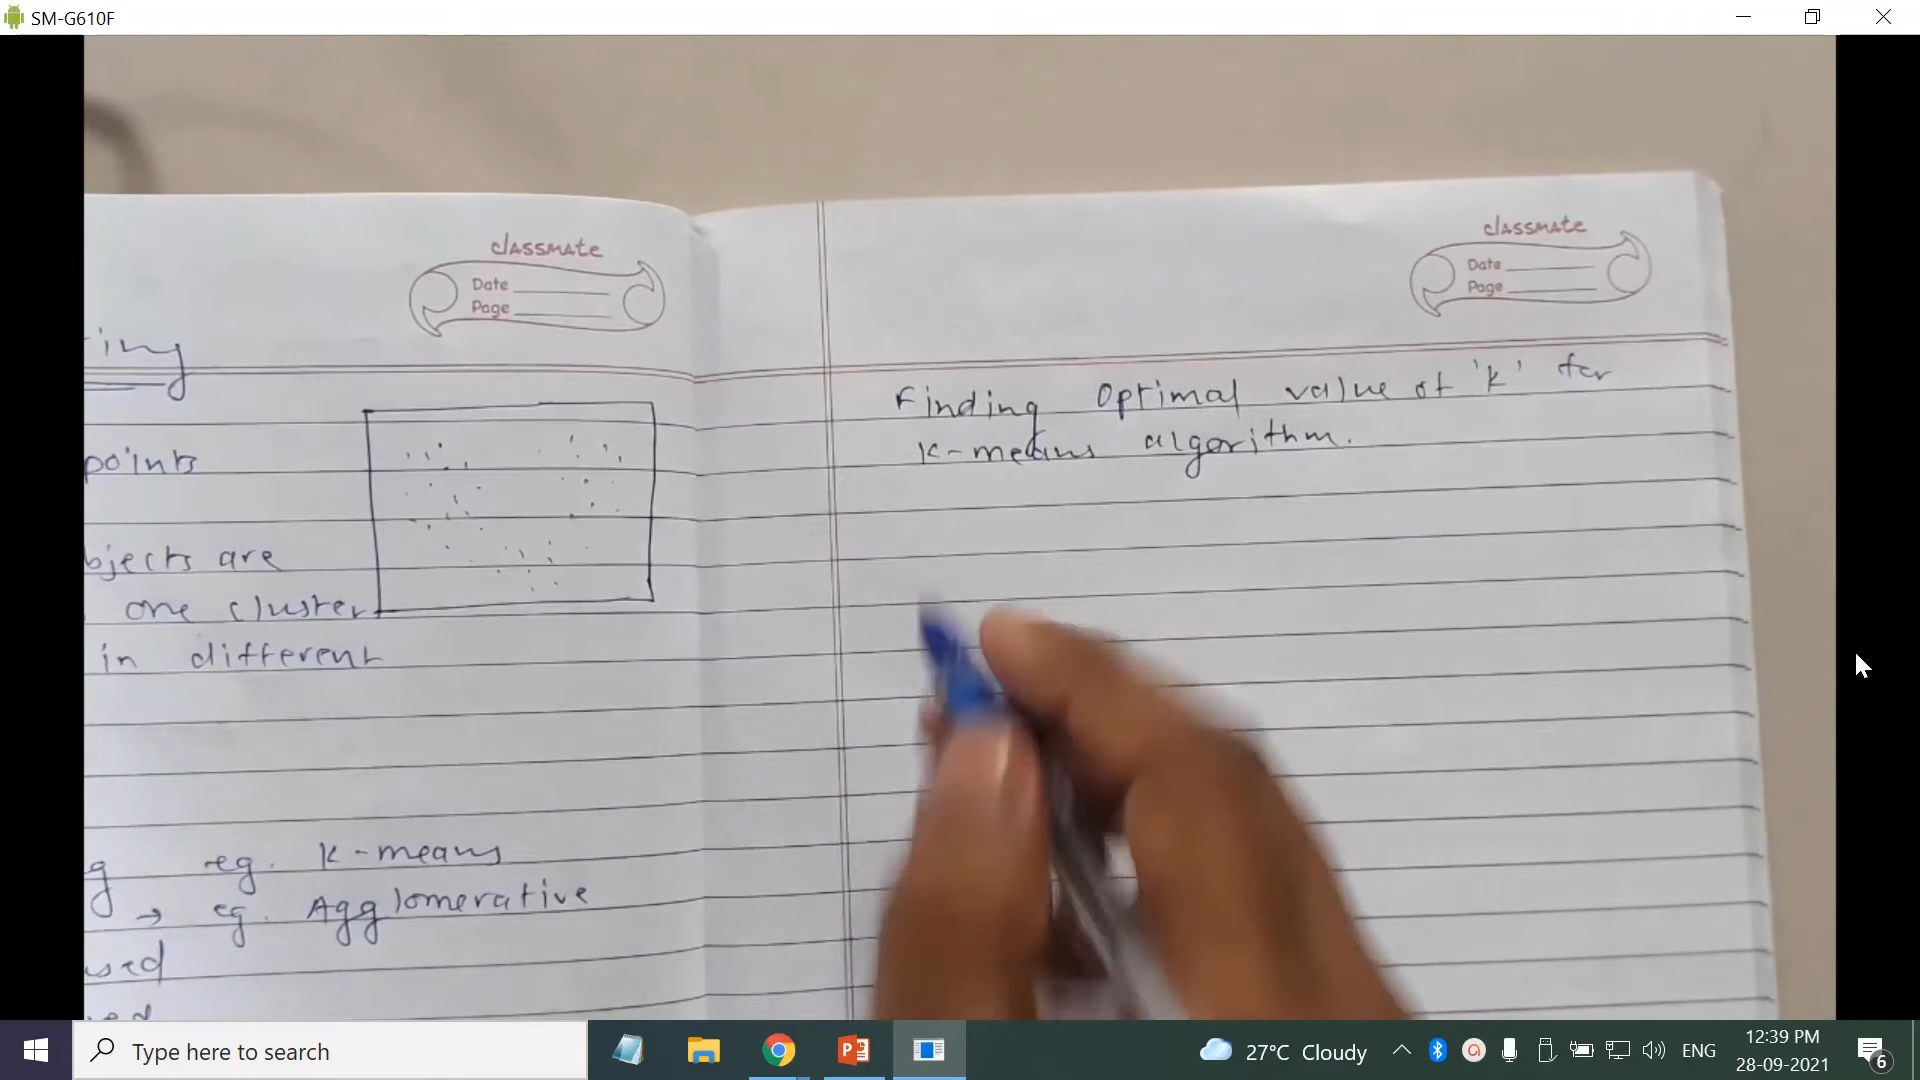 SM-G610F
classmate
Date
Page
classmate
Date
Page
points
objects are
one cluster
in different
eg. K-means
→ eg. Agglomerative
Finding Optimal value of 'k' for
K-means algorithm.
Type here to search
27°C Cloudy
ENG
12:39 PM
28-09-2021
6